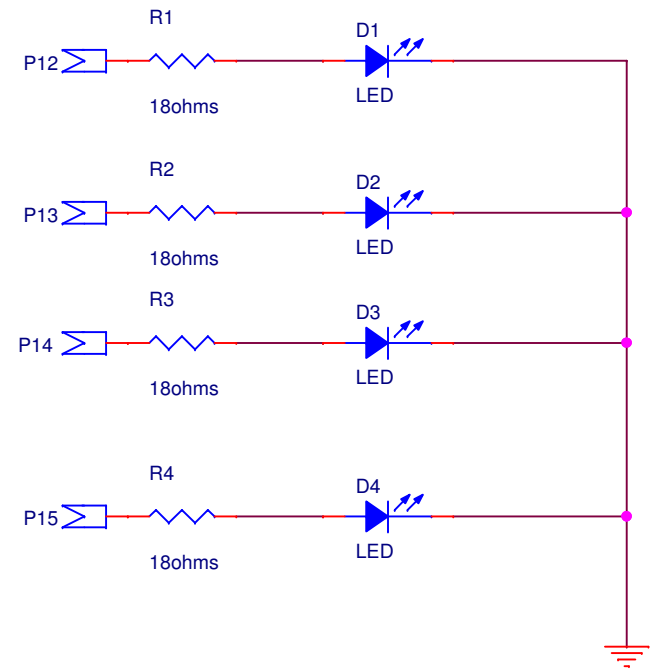 R1
D1
P12
LED
18ohms
R2
D2
P13
LED
18ohms
R3
D3
P14
LED
18ohms
R4
D4
P15
LED
18ohms